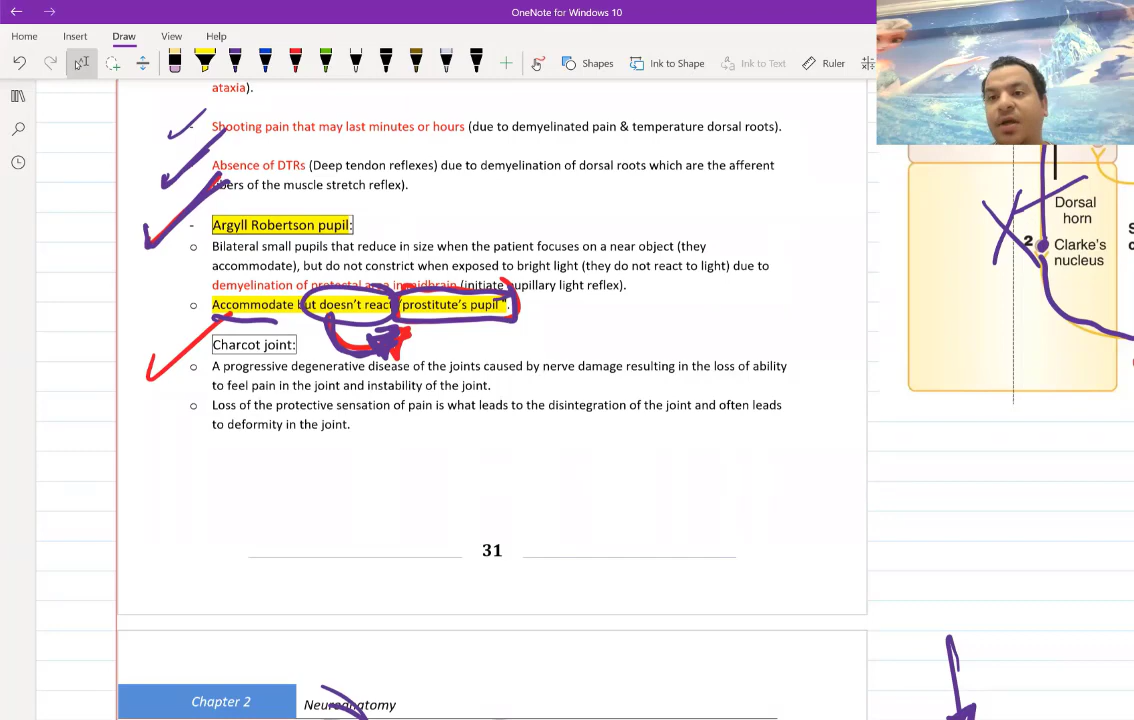 OneNote for Windows 10
Home Insert Draw View Help
Shapes Ink to Shape Ink to Text Ruler
ataxia).
- Shooting pain that may last minutes or hours (due to demyelinated pain & temperature dorsal roots).
Absence of DTRs (Deep tendon reflexes) due to demyelination of dorsal roots which are the afferent
fibers of the muscle stretch reflex).
- Argyll Robertson pupil:
o Bilateral small pupils that reduce in size when the patient focuses on a near object (they
accommodate), but do not constrict when exposed to bright light (they do not react to light) due to
demyelination of pretectal area in midbrain (initiate pupillary light reflex).
o Accommodate but doesn't react "prostitute's pupil".
Charcot joint:
o A progressive degenerative disease of the joints caused by nerve damage resulting in the loss of ability
to feel pain in the joint and instability of the joint.
o Loss of the protective sensation of pain is what leads to the disintegration of the joint and often leads
to deformity in the joint.
31
Chapter 2 Neuroanatomy
Dorsal
horn
2 Clarke's
nucleus